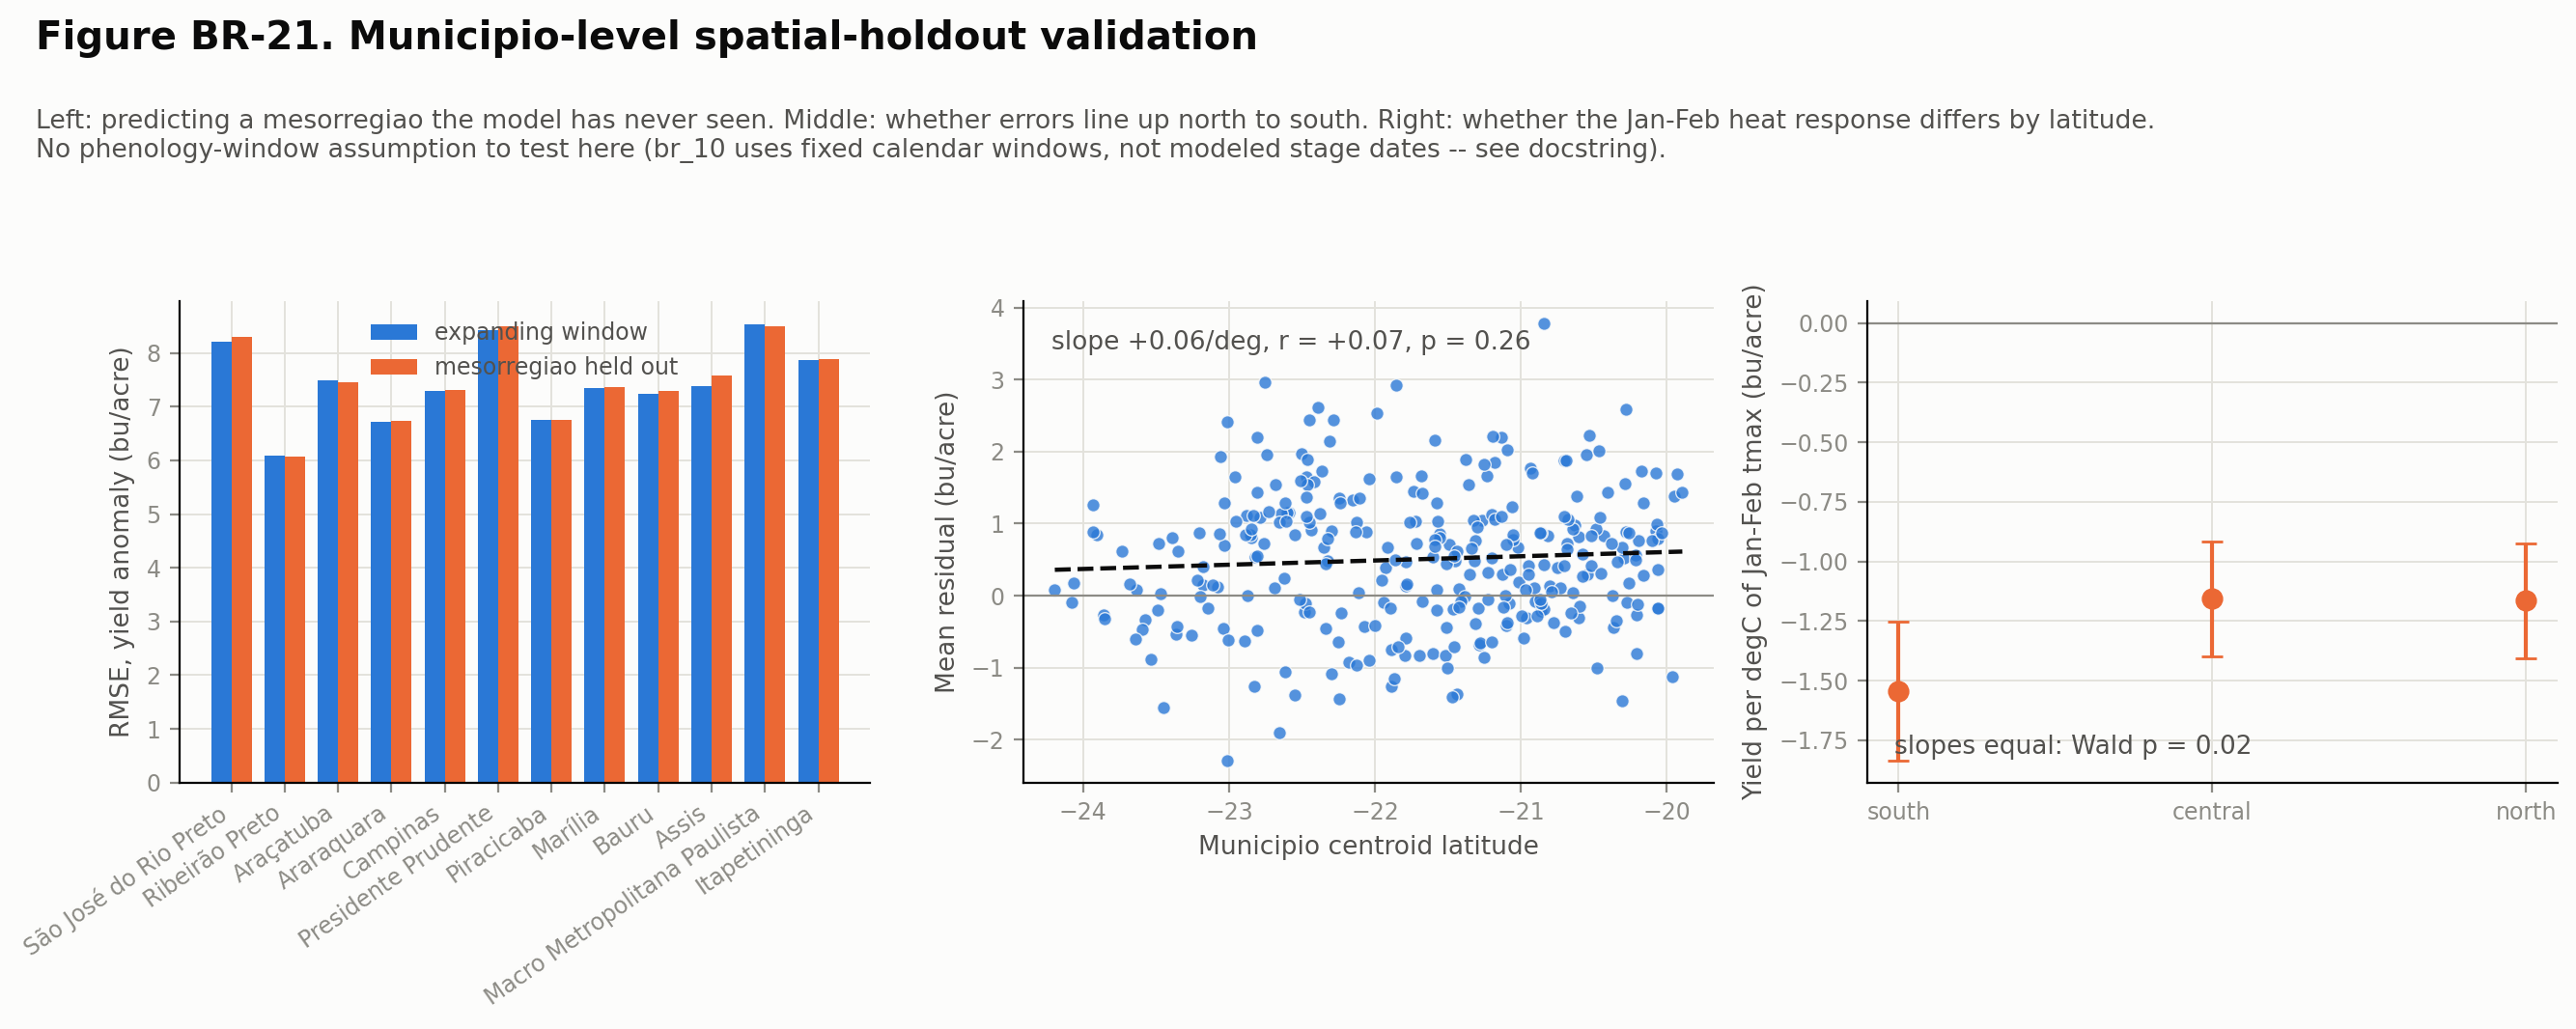 Figure BR-21. Municipio-level spatial-holdout validation
Left: predicting a mesorregiao the model has never seen. Middle: whether errors line up north to south. Right: whether the Jan-Feb heat response differs by latitude.
No phenology-window assumption to test here (br_10 uses fixed calendar windows, not modeled stage dates -- see docstring).
RMSE, yield anomaly (bu/acre)
8
7
6
5
4
3
2
1
0
expanding window
mesorregiao held out
São José do Rio Preto
Ribeirão Preto
Araçatuba
Araraquara
Campinas
Presidente Prudente
Piracicaba
Marília
Bauru
Assis
Macro Metropolitana Paulista
Itapetininga
Mean residual (bu/acre)
4
3
2
1
0
−1
−2
slope +0.06/deg, r = +0.07, p = 0.26
−24
−23
−22
−21
−20
Municipio centroid latitude
Yield per degC of Jan-Feb tmax (bu/acre)
0.00
−0.25
−0.50
−0.75
−1.00
−1.25
−1.50
−1.75
slopes equal: Wald p = 0.02
south
central
north